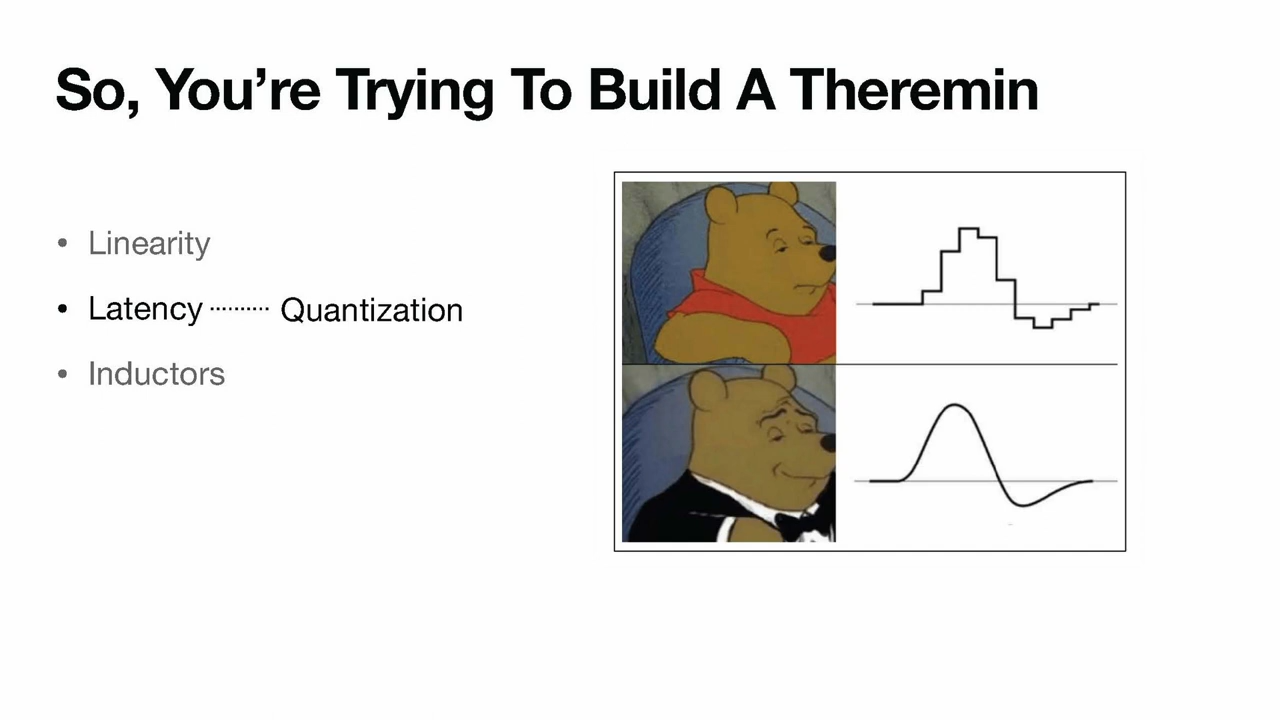 So, You're Trying To Build A Theremin
• Linearity
• Latency .......... Quantization
• Inductors